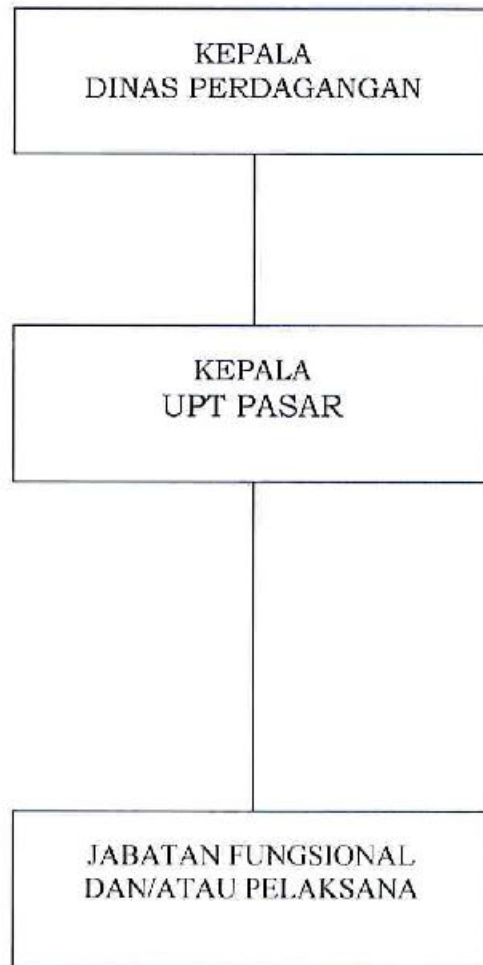 KEPALA
DINAS PERDAGANGAN
KEPALA
UPT PASAR
JABATAN FUNGSIONAL
DAN/ATAU PELAKSANA